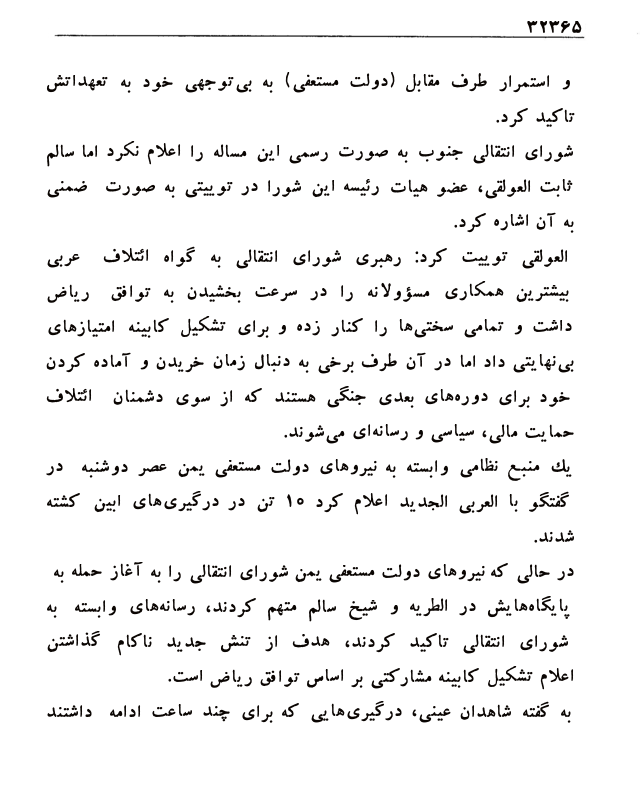 ۳۲۳۶۵
و استمرار طرف مقابل (دولت مستعفی) به بی‌توجهی خود به تعهداتش
تاکید کرد.
شورای انتقالی جنوب به صورت رسمی این مساله را اعلام نکرد اما سالم
ثابت العولقی، عضو هیات رئیسه این شورا در توییتی به صورت ضمنی
به آن اشاره کرد.
العولقی توییت کرد: رهبری شورای انتقالی به گواه ائتلاف عربی
بیشترین همکاری مسؤولانه را در سرعت بخشیدن به توافق ریاض
داشت و تمامی سختی‌ها را کنار زده و برای تشکیل کابینه امتیازهای
بی‌نهایتی داد اما در آن طرف برخی به دنبال زمان خریدن و آماده کردن
خود برای دوره‌های بعدی جنگی هستند که از سوی دشمنان ائتلاف
حمایت مالی، سیاسی و رسانه‌ای می‌شوند.
یك منبع نظامی وابسته به نیروهای دولت مستعفی یمن عصر دوشنبه در
گفتگو با العربی الجدید اعلام کرد ۱۵ تن در درگیری‌های ابین کشته
شدند.
در حالی که نیروهای دولت مستعفی یمن شورای انتقالی را به آغاز حمله به
پایگاه‌هایش در الطریه و شیخ سالم متهم کردند، رسانه‌های وابسته به
شورای انتقالی تاکید کردند، هدف از تنش جدید ناکام گذاشتن
اعلام تشکیل کابینه مشارکتی بر اساس توافق ریاض است.
به گفته شاهدان عینی، درگیری‌هایی که برای چند ساعت ادامه داشتند